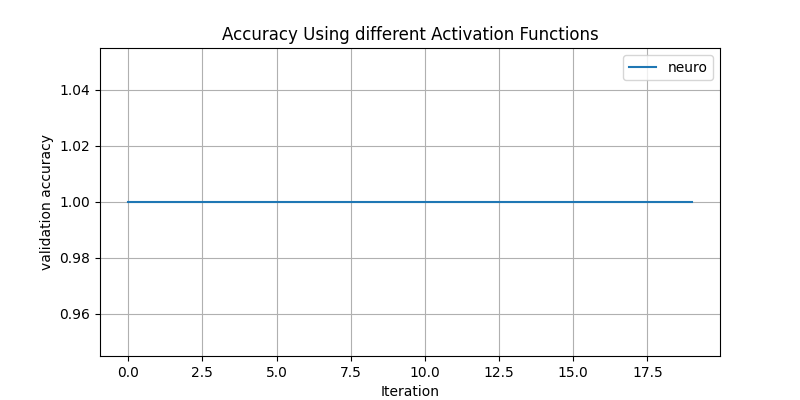 Accuracy Using different Activation Functions
neuro
validation accuracy
1.04
1.02
1.00
0.98
0.96
0.0 2.5 5.0 7.5 10.0 12.5 15.0 17.5
Iteration